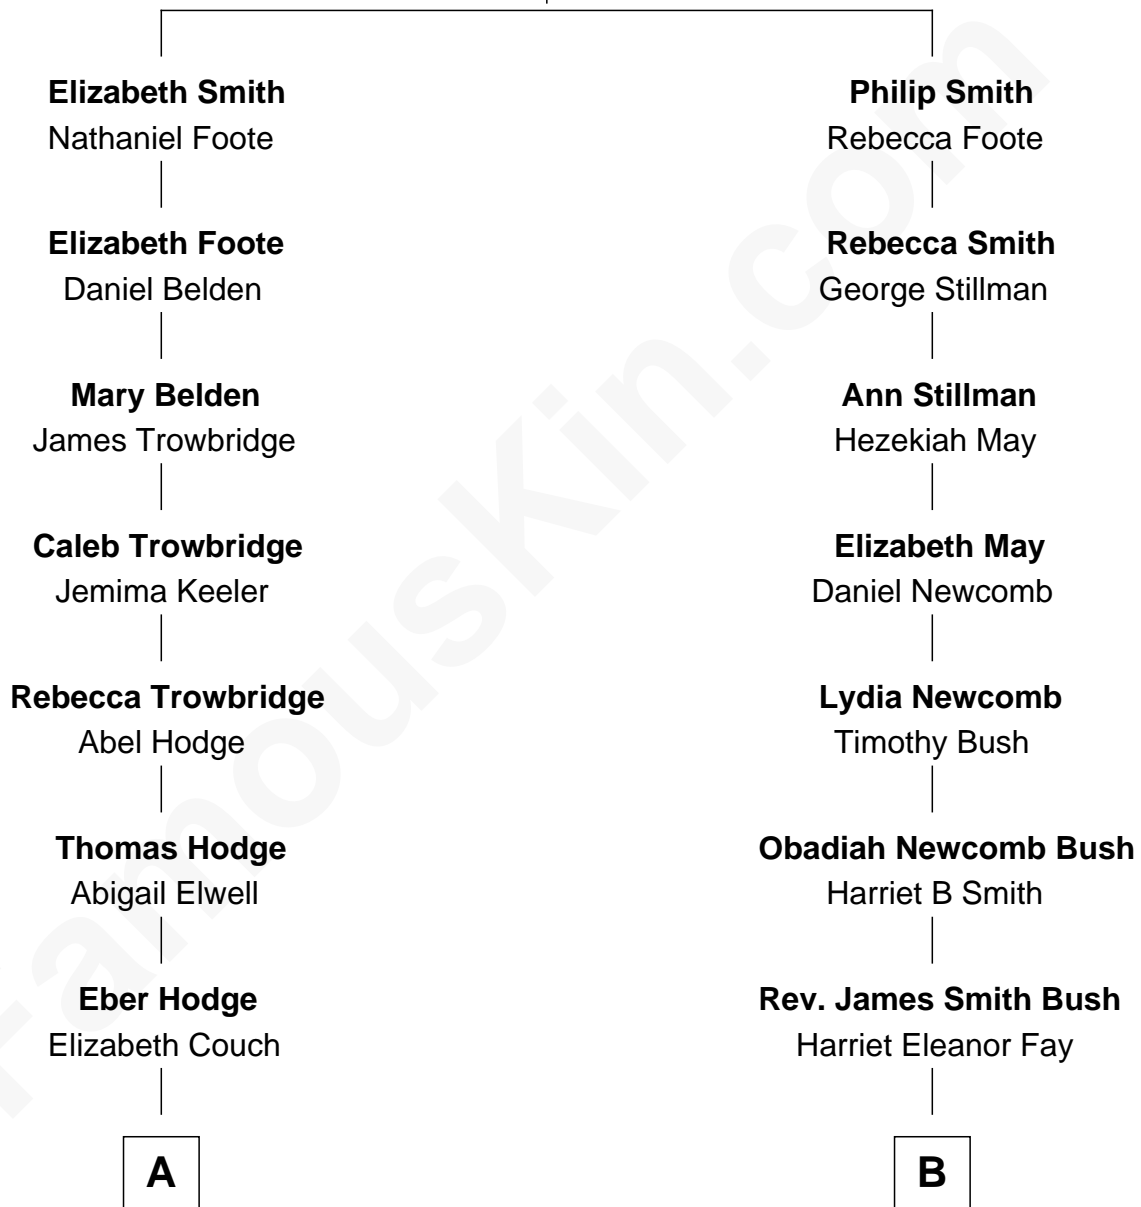 Elizabeth Smith
Nathaniel Foote
Elizabeth Foote
Daniel Belden
Mary Belden
James Trowbridge
Caleb Trowbridge
Jemima Keeler
Rebecca Trowbridge
Abel Hodge
Thomas Hodge
Abigail Elwell
Eber Hodge
Elizabeth Couch
A
Philip Smith
Rebecca Foote
Rebecca Smith
George Stillman
Ann Stillman
Hezekiah May
Elizabeth May
Daniel Newcomb
Lydia Newcomb
Timothy Bush
Obadiah Newcomb Bush
Harriet B Smith
Rev. James Smith Bush
Harriet Eleanor Fay
B
FamousKin.com